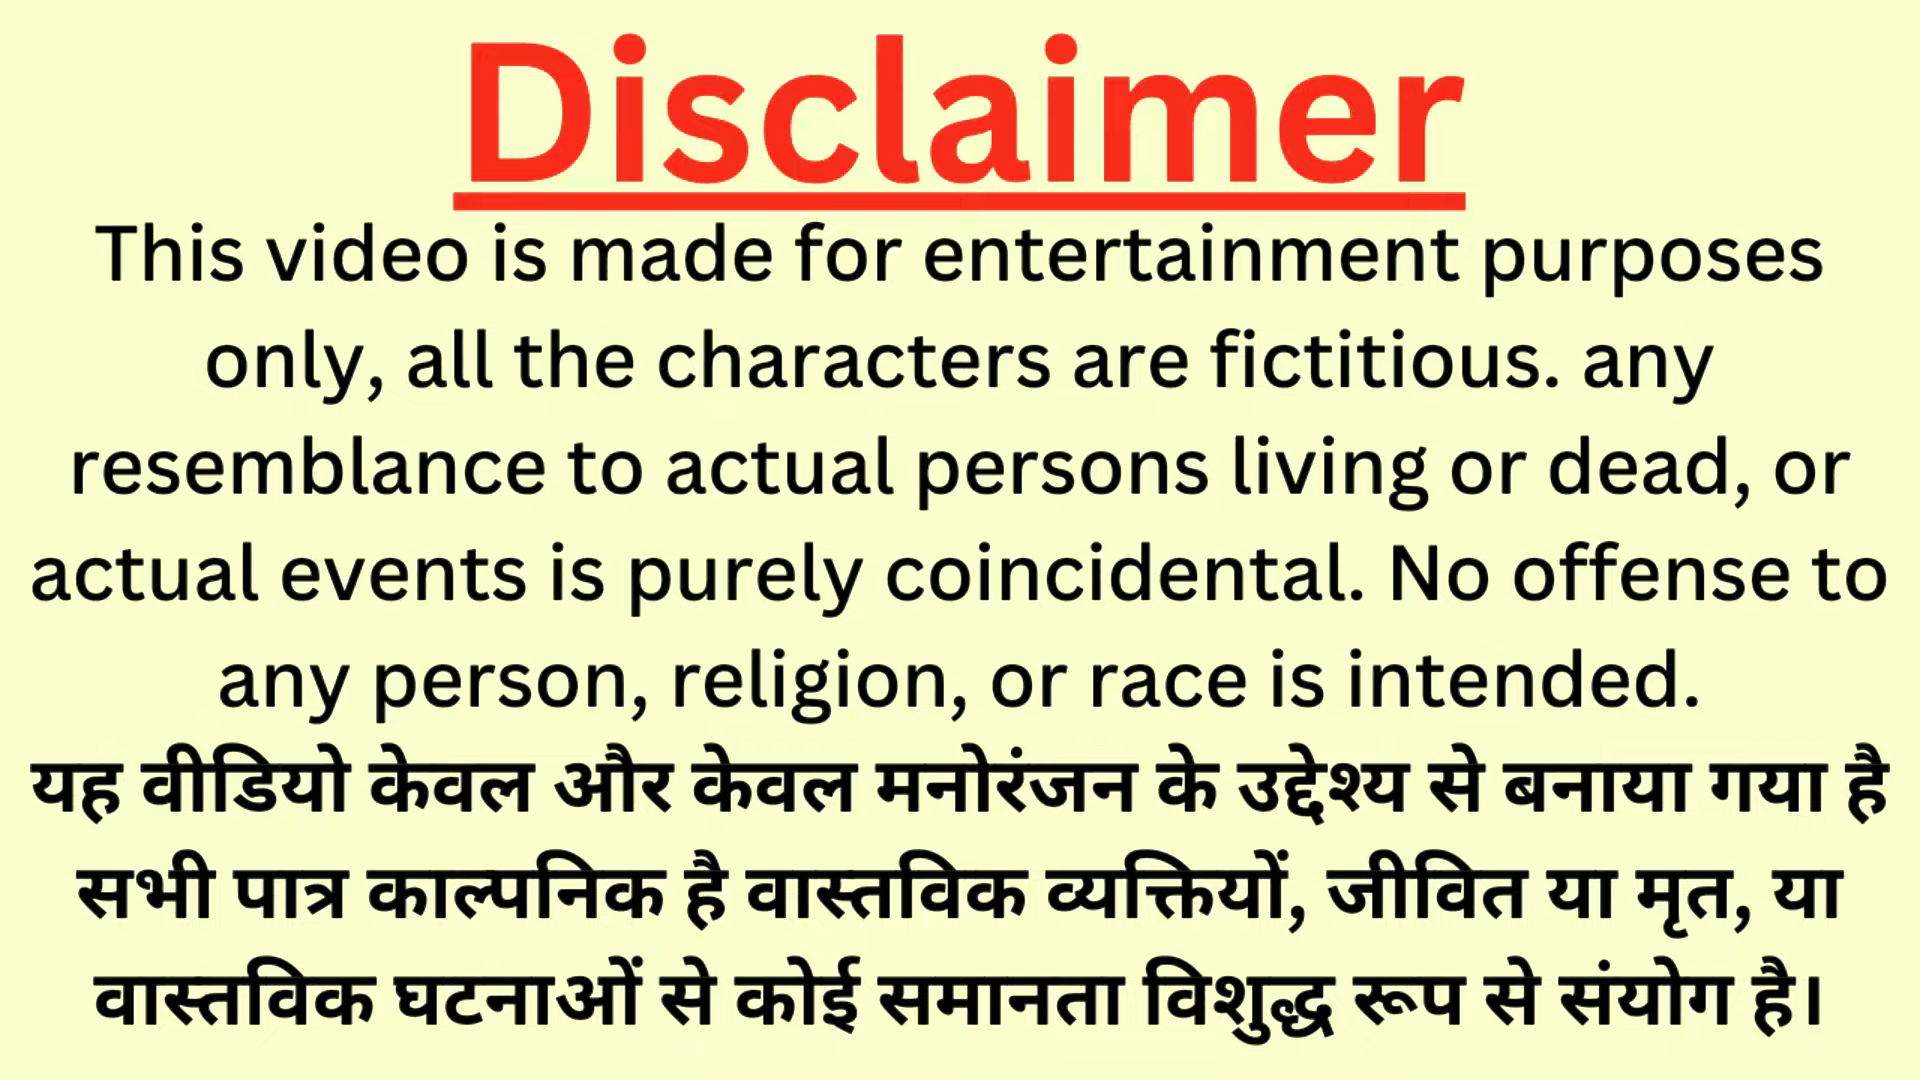 Disclaimer
This video is made for entertainment purposes
only, all the characters are fictitious. any
resemblance to actual persons living or dead, or
actual events is purely coincidental. No offense to
any person, religion, or race is intended.
यह वीडियो केवल और केवल मनोरंजन के उद्देश्य से बनाया गया है
सभी पात्र काल्पनिक है वास्तविक व्यक्तियों, जीवित या मृत, या
वास्तविक घटनाओं से कोई समानता विशुद्ध रूप से संयोग है।